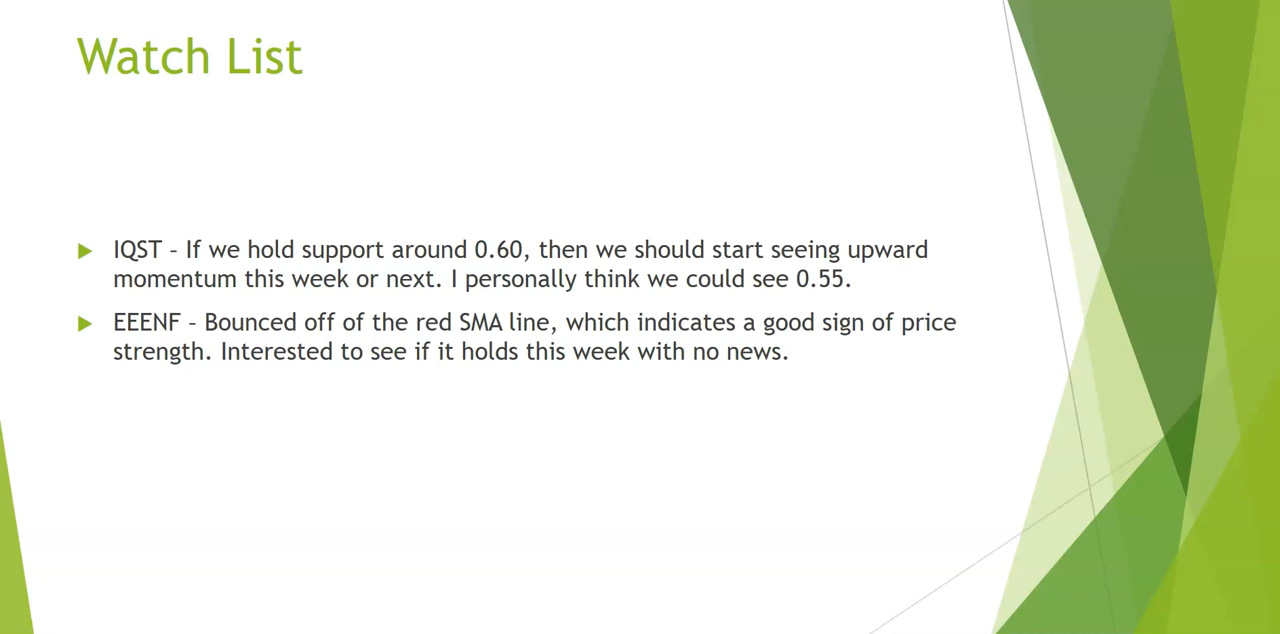 Watch List
IQST – If we hold support around 0.60, then we should start seeing upward
momentum this week or next. I personally think we could see 0.55.
EEENF – Bounced off of the red SMA line, which indicates a good sign of price
strength. Interested to see if it holds this week with no news.